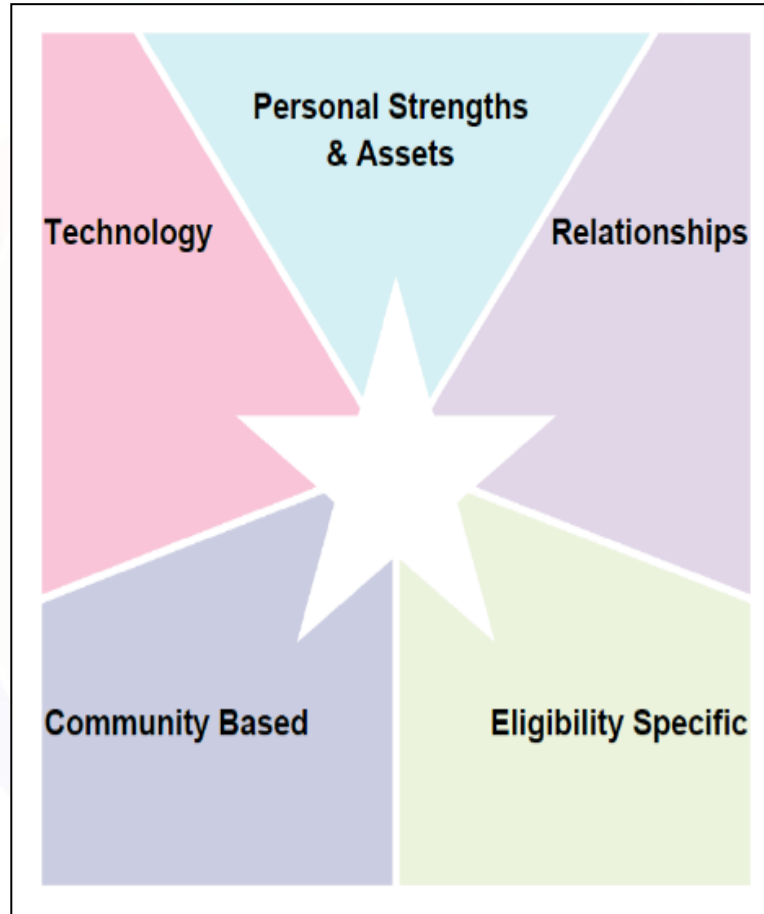 Personal Strengths
& Assets
Technology
Relationships
Community Based
Eligibility Specific